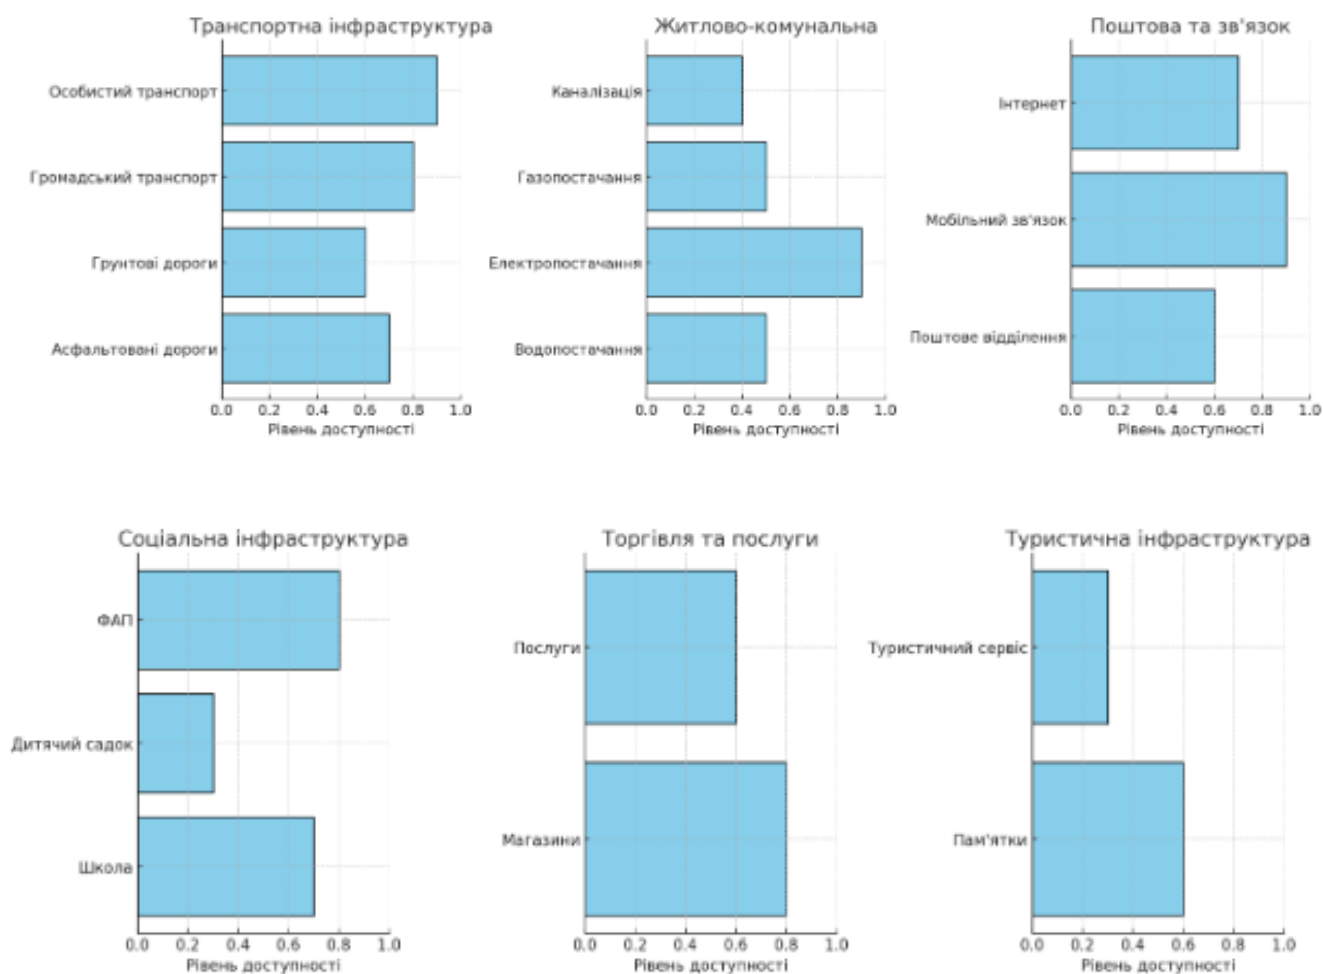 Транспортна інфраструктура
Особистий транспорт
Громадський транспорт
Грунтові дороги
Асфальтовані дороги
0.0 0.2 0.4 0.6 0.8 1.0
Рівень доступності
Житлово-комунальна
Каналізація
Газопостачання
Електропостачання
Водопостачання
0.0 0.2 0.4 0.6 0.8 1.0
Рівень доступності
Поштова та зв'язок
Інтернет
Мобільний зв'язок
Поштове відділення
0.0 0.2 0.4 0.6 0.8 1.0
Рівень доступності
Соціальна інфраструктура
ФАП
Дитячий садок
Школа
0.0 0.2 0.4 0.6 0.8 1.0
Рівень доступності
Торгівля та послуги
Послуги
Магазини
0.0 0.2 0.4 0.6 0.8 1.0
Рівень доступності
Туристична інфраструктура
Туристичний сервіс
Пам'ятки
0.0 0.2 0.4 0.6 0.8 1.0
Рівень доступності